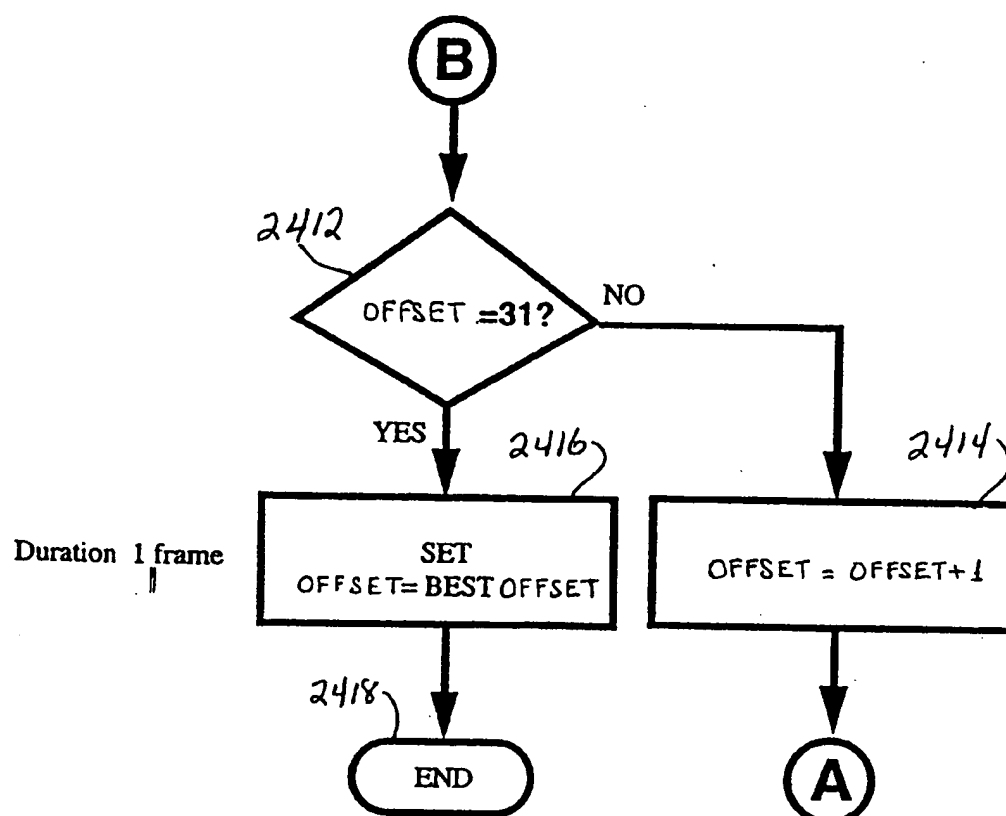 B
2412
OFFSET =31?
NO
YES
2416
2414
Duration 1 frame
SET
OFFSET=BEST OFFSET
OFFSET = OFFSET+1
2418
END
A